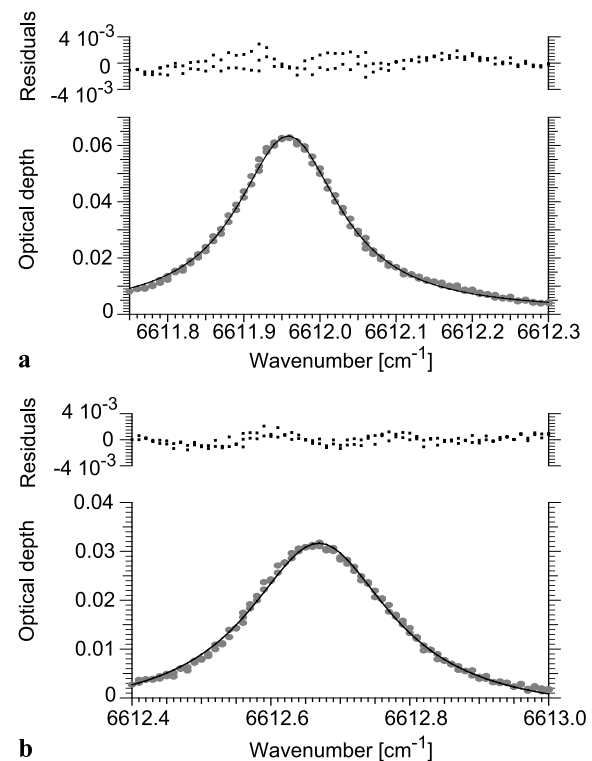 Residuals
4 10-3
0
-4 10-3
Optical depth
0.06
0.04
0.02
0
6611.8 6611.9 6612.0 6612.1 6612.2 6612.3
a
Wavenumber [cm-1]
Residuals
4 10-3
0
-4 10-3
Optical depth
0.04
0.03
0.02
0.01
0
6612.4 6612.6 6612.8 6613.0
b
Wavenumber [cm-1]